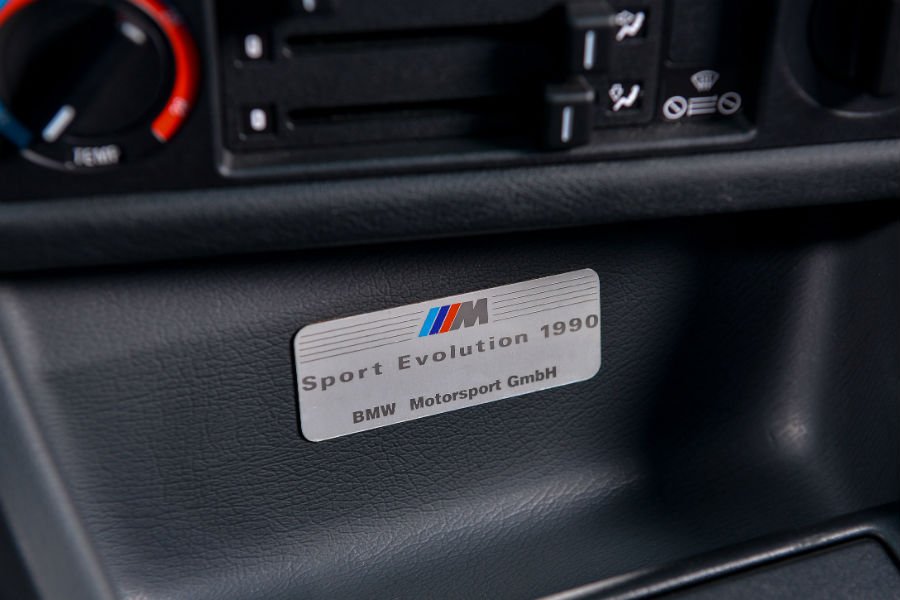 TEMP
M
Sport Evolution 1990
BMW Motorsport GmbH